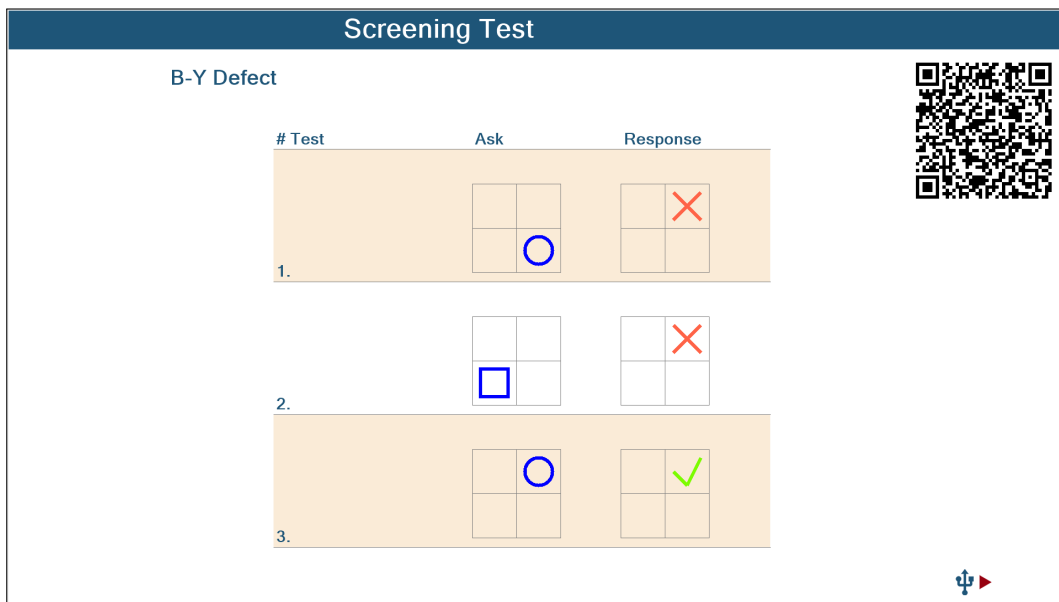 Screening Test
B-Y Defect
# Test Ask Response
1.
2.
3.